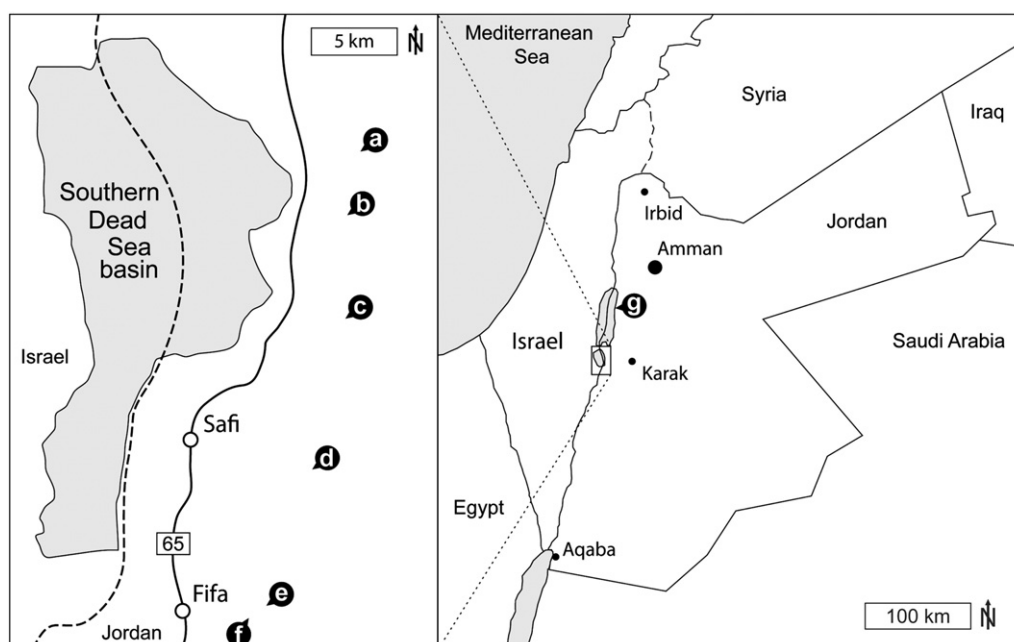 5 km
N
a
b
Southern
Dead
Sea
basin
c
Israel
Safi
d
65
e
Fifa
Jordan
f
Mediterranean
Sea
Syria
Iraq
Irbid
Jordan
Amman
g
Israel
Saudi Arabia
Karak
Egypt
Aqaba
100 km
N